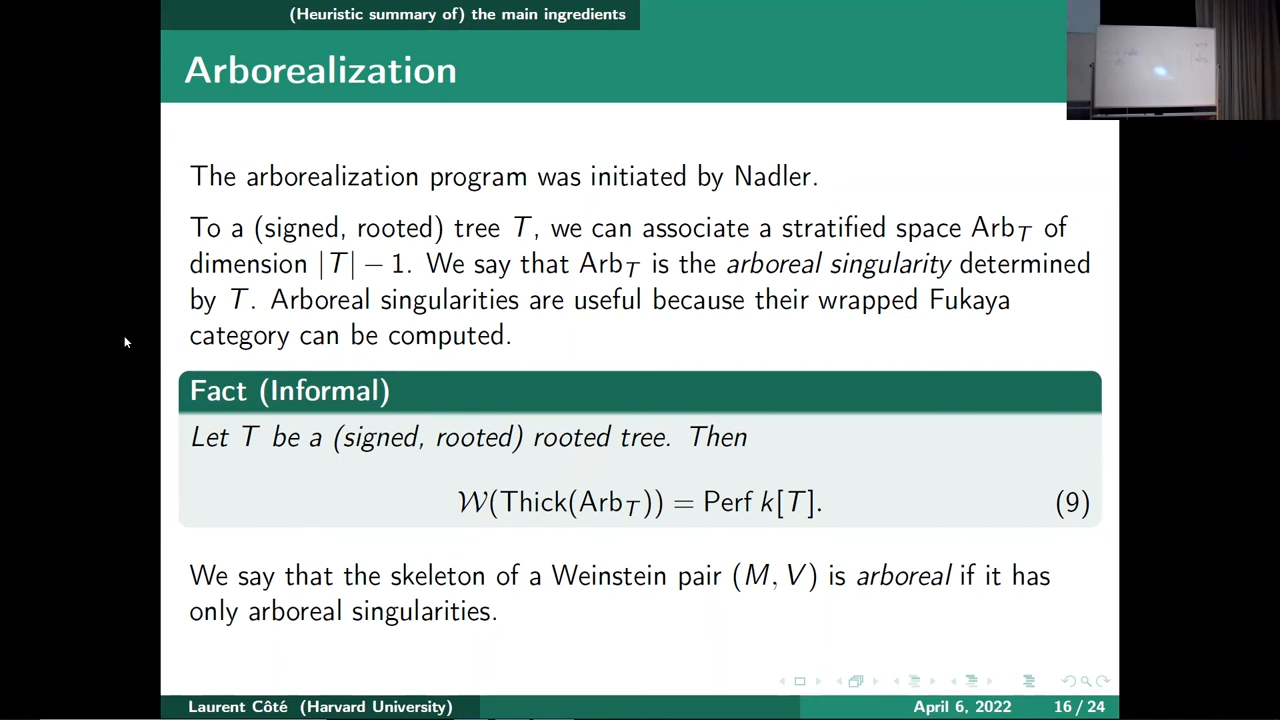 (Heuristic summary of) the main ingredients
Arborealization
The arborealization program was initiated by Nadler.
To a (signed, rooted) tree T, we can associate a stratified space Arb_T of
dimension |T| − 1. We say that Arb_T is the arboreal singularity determined
by T. Arboreal singularities are useful because their wrapped Fukaya
category can be computed.
Fact (Informal)
Let T be a (signed, rooted) rooted tree. Then
𝒲(Thick(Arb_T)) = Perf k[T]. (9)
We say that the skeleton of a Weinstein pair (M, V) is arboreal if it has
only arboreal singularities.
Laurent Côté (Harvard University) April 6, 2022 16 / 24